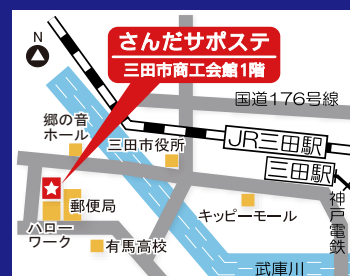 N
さんだサポステ
三田市商工会館1階
国道176号線
郷の音
ホール
三田市役所
JR三田駅
三田駅
神戸電鉄
郵便局
ハロー
ワーク
キッピーモール
有馬高校
武庫川